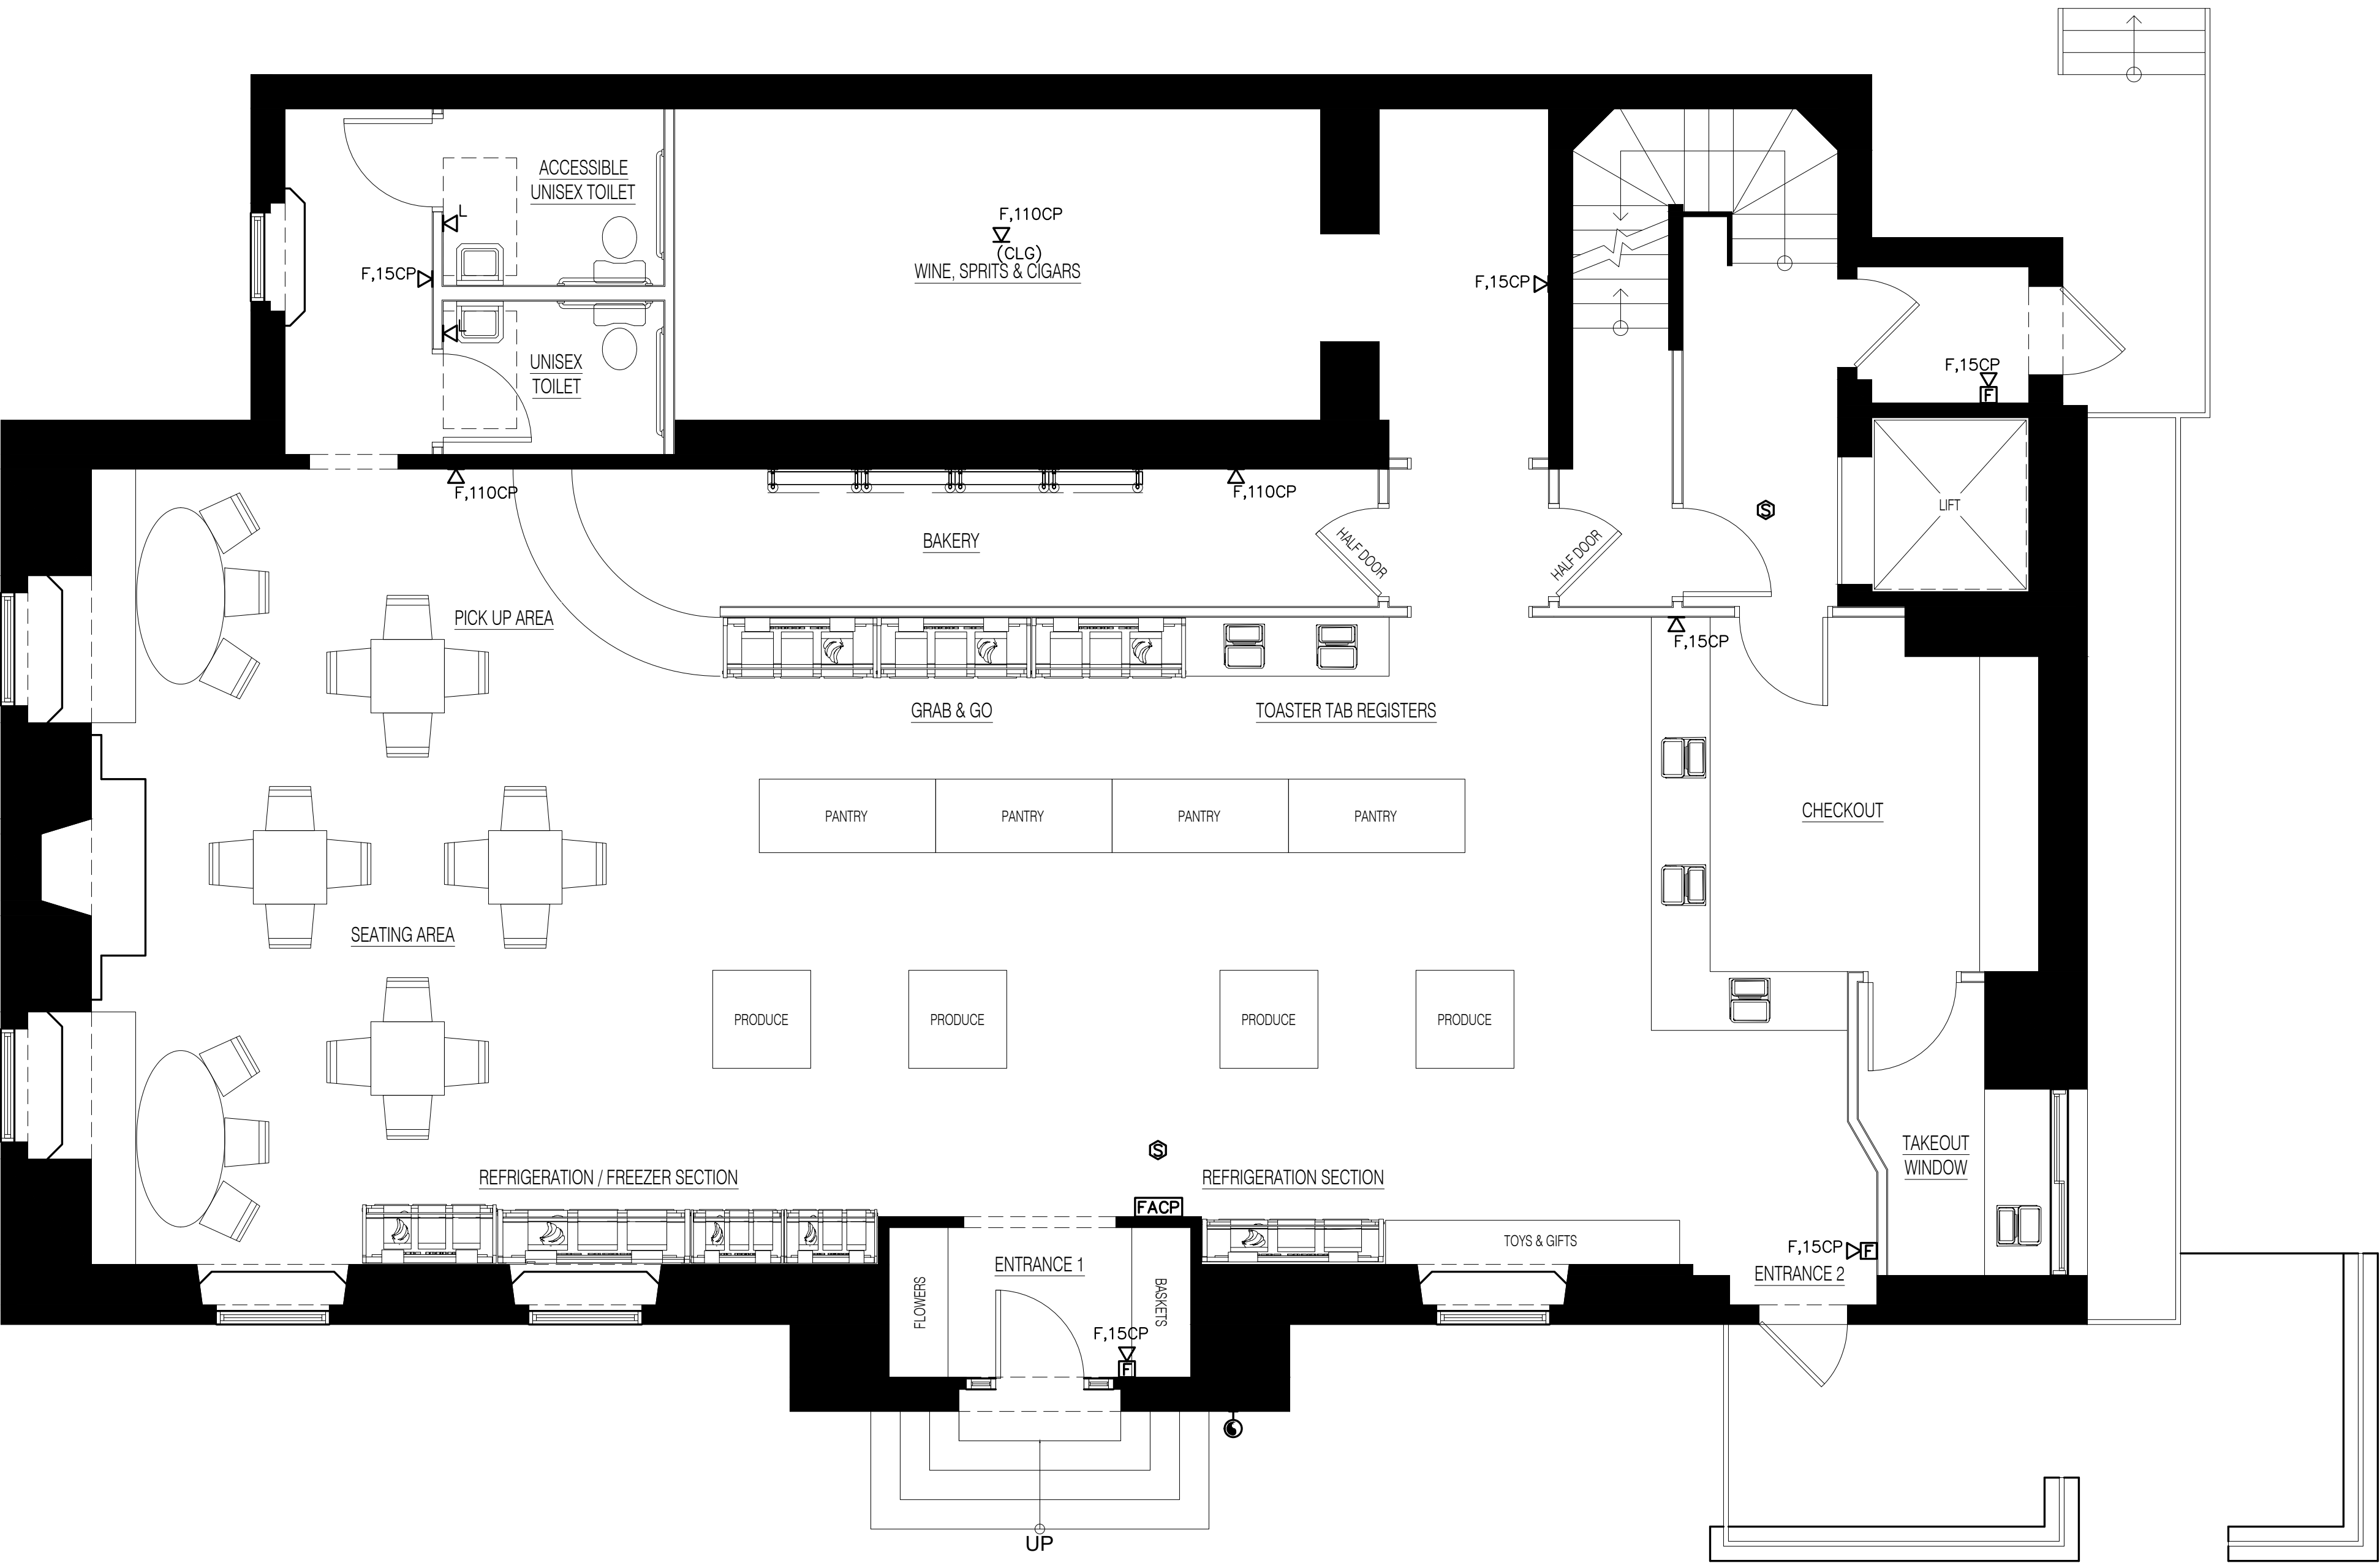 ACCESSIBLE
UNISEX TOILET
L
F,15CP
L
UNISEX
TOILET
F,110CP
(CLG)
WINE, SPRITS & CIGARS
F,15CP
F,15CP
F
F,110CP
F,110CP
BAKERY
HALF DOOR
HALF DOOR
S
LIFT
PICK UP AREA
F,15CP
GRAB & GO
TOASTER TAB REGISTERS
PANTRY
PANTRY
PANTRY
PANTRY
CHECKOUT
SEATING AREA
PRODUCE
PRODUCE
PRODUCE
PRODUCE
TAKEOUT
WINDOW
S
REFRIGERATION / FREEZER SECTION
REFRIGERATION SECTION
FACP
TOYS & GIFTS
F,15CP
F
ENTRANCE 1
ENTRANCE 2
FLOWERS
BASKETS
F,15CP
F
UP